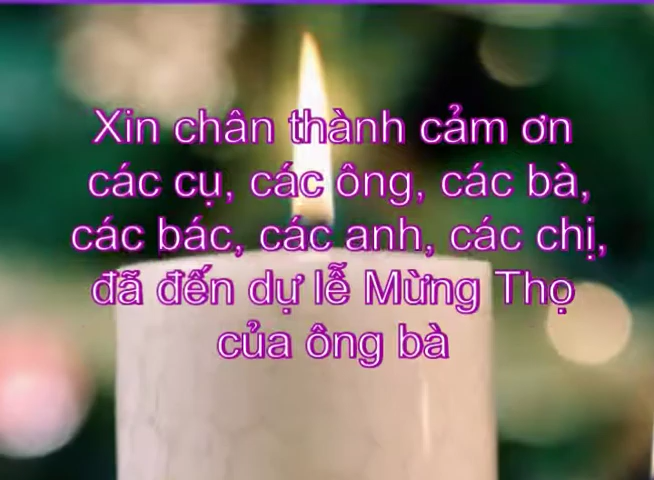 Xin chân thành cảm ơn
các cụ, các ông, các bà,
các bác, các anh, các chị,
đã đến dự lễ Mừng Thọ
của ông bà